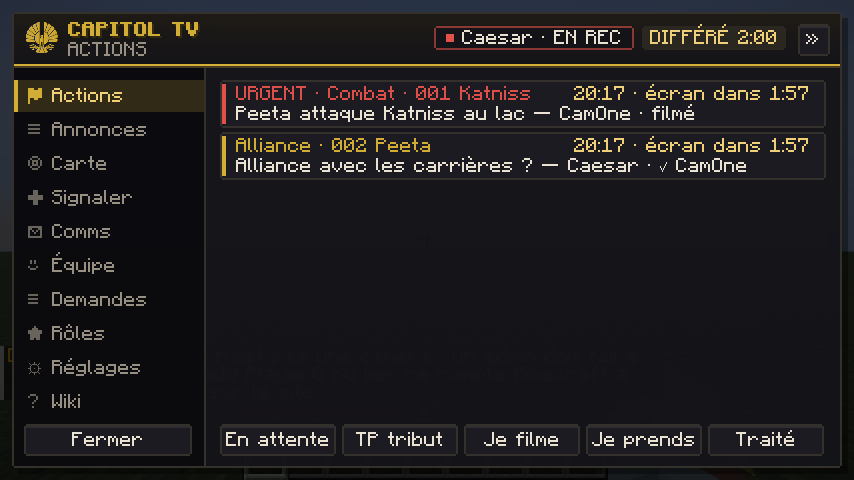 CAPITOL TV
ACTIONS
Caesar · EN REC
DIFFÉRÉ 2:00
»
Actions
Annonces
Carte
Signaler
Comms
Équipe
Demandes
Rôles
Réglages
? Wiki
Fermer
URGENT · Combat · 001 Katniss 20:17 · écran dans 1:57
Peeta attaque Katniss au lac — CamOne · filmé
Alliance · 002 Peeta 20:17 · écran dans 1:57
Alliance avec les carrières ? — Caesar · ✓ CamOne
En attente
TP tribut
Je filme
Je prends
Traité